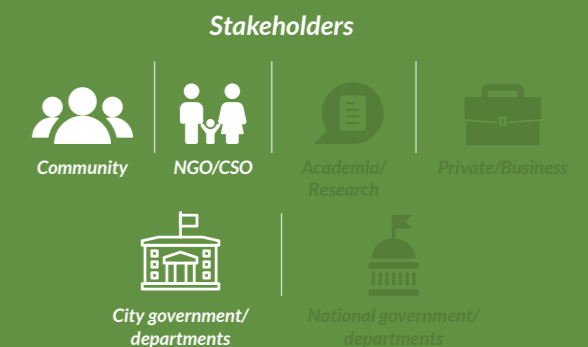 Stakeholders
Community
NGO/CSO
Academia/
Research
Private/Business
City government/
departments
National government/
departments